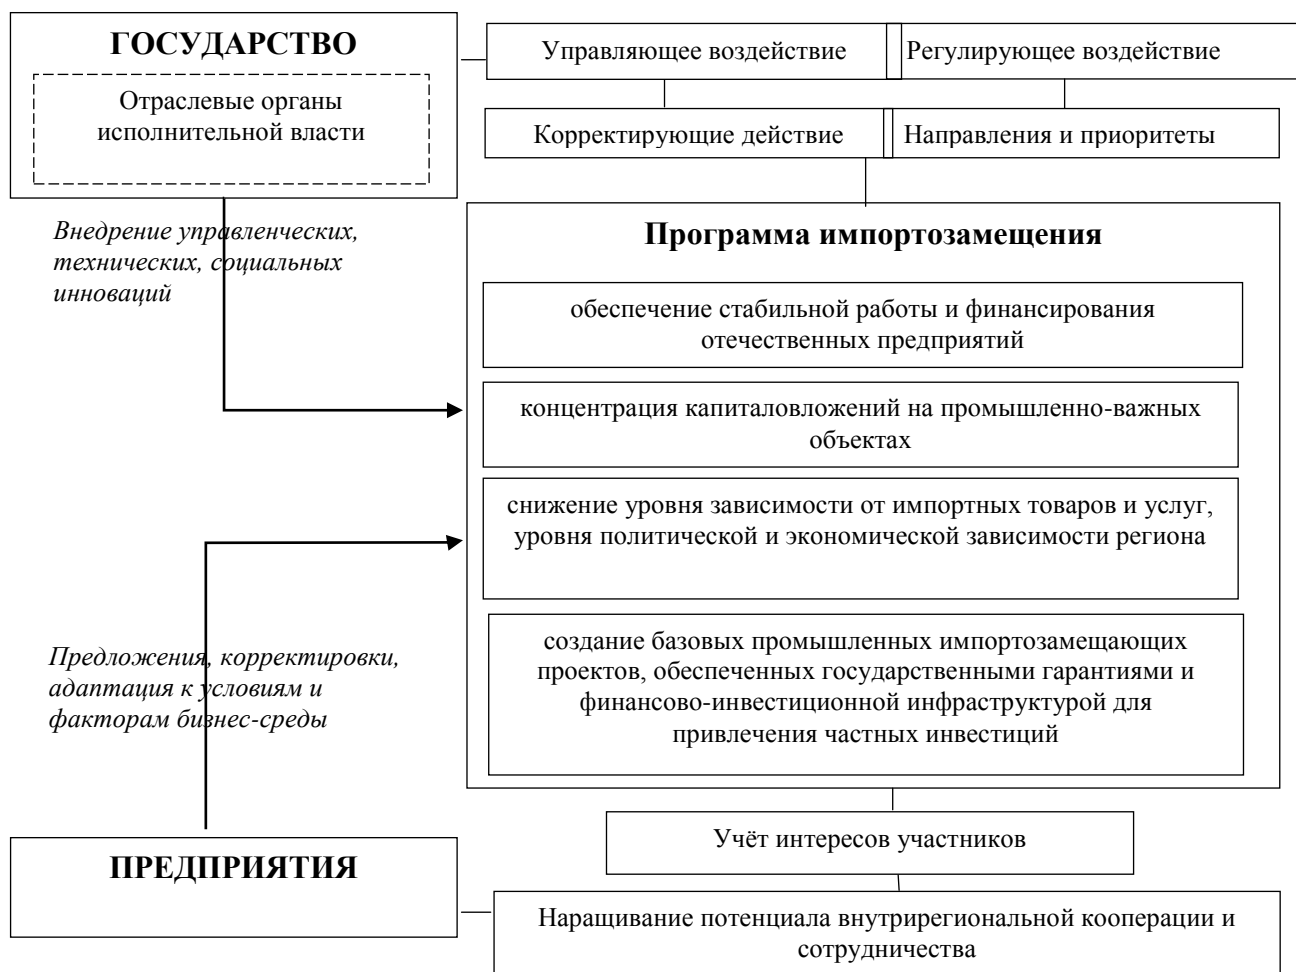 ГОСУДАРСТВО
Отраслевые органы
исполнительной власти
Управляющее воздействие
Регулирующее воздействие
Корректирующие действие
Направления и приоритеты
Внедрение управленческих,
технических, социальных
инноваций
Программа импортозамещения
обеспечение стабильной работы и финансирования
отечественных предприятий
концентрация капиталовложений на промышленно-важных
объектах
снижение уровня зависимости от импортных товаров и услуг,
уровня политической и экономической зависимости региона
создание базовых промышленных импортозамещающих
проектов, обеспеченных государственными гарантиями и
финансово-инвестиционной инфраструктурой для
привлечения частных инвестиций
Предложения, корректировки,
адаптация к условиям и
факторам бизнес-среды
Учёт интересов участников
ПРЕДПРИЯТИЯ
Наращивание потенциала внутрирегиональной кооперации и
сотрудничества